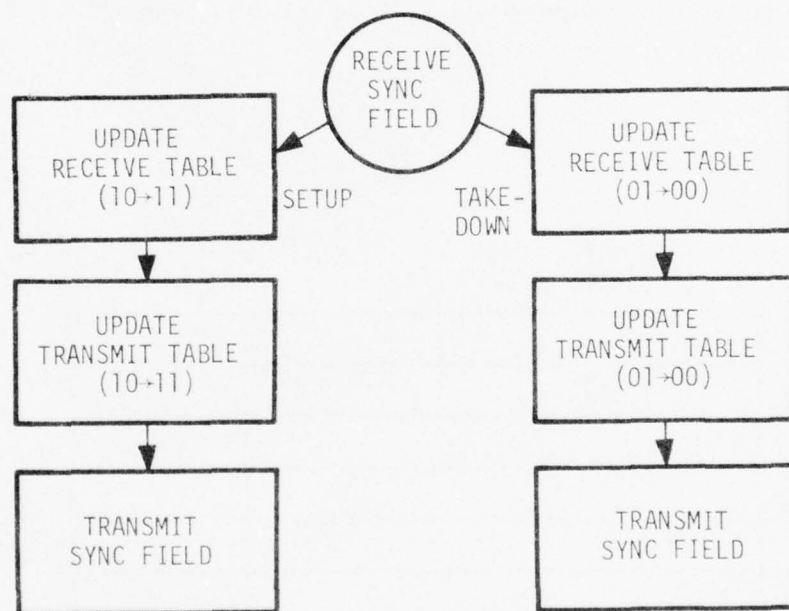 RECEIVE
SYNC
FIELD
UPDATE
RECEIVE TABLE
(10→11)
SETUP
TAKE-
DOWN
UPDATE
RECEIVE TABLE
(01→00)
UPDATE
TRANSMIT TABLE
(10→11)
UPDATE
TRANSMIT TABLE
(01→00)
TRANSMIT
SYNC FIELD
TRANSMIT
SYNC FIELD